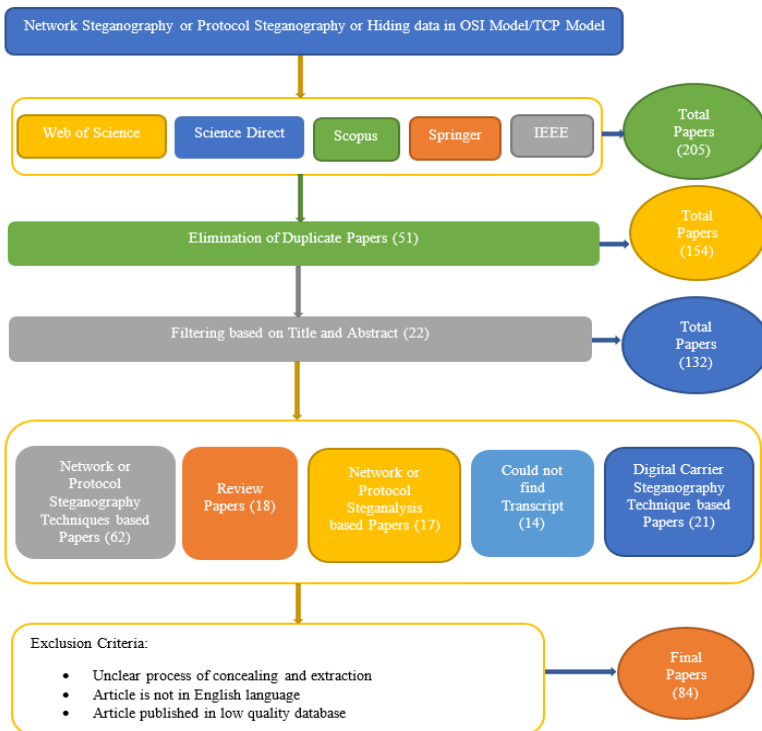 Network Steganography or Protocol Steganography or Hiding data in OSI Model/TCP Model
Web of Science
Science Direct
Scopus
Springer
IEEE
Total
Papers
(205)
Elimination of Duplicate Papers (51)
Total
Papers
(154)
Filtering based on Title and Abstract (22)
Total
Papers
(132)
Network or
Protocol
Steganography
Techniques based
Papers (62)
Review
Papers (18)
Network or
Protocol
Steganalysis
based Papers (17)
Could not
find
Transcript
(14)
Digital Carrier
Steganography
Technique based
Papers (21)
Exclusion Criteria:
• Unclear process of concealing and extraction
• Article is not in English language
• Article published in low quality database
Final
Papers
(84)